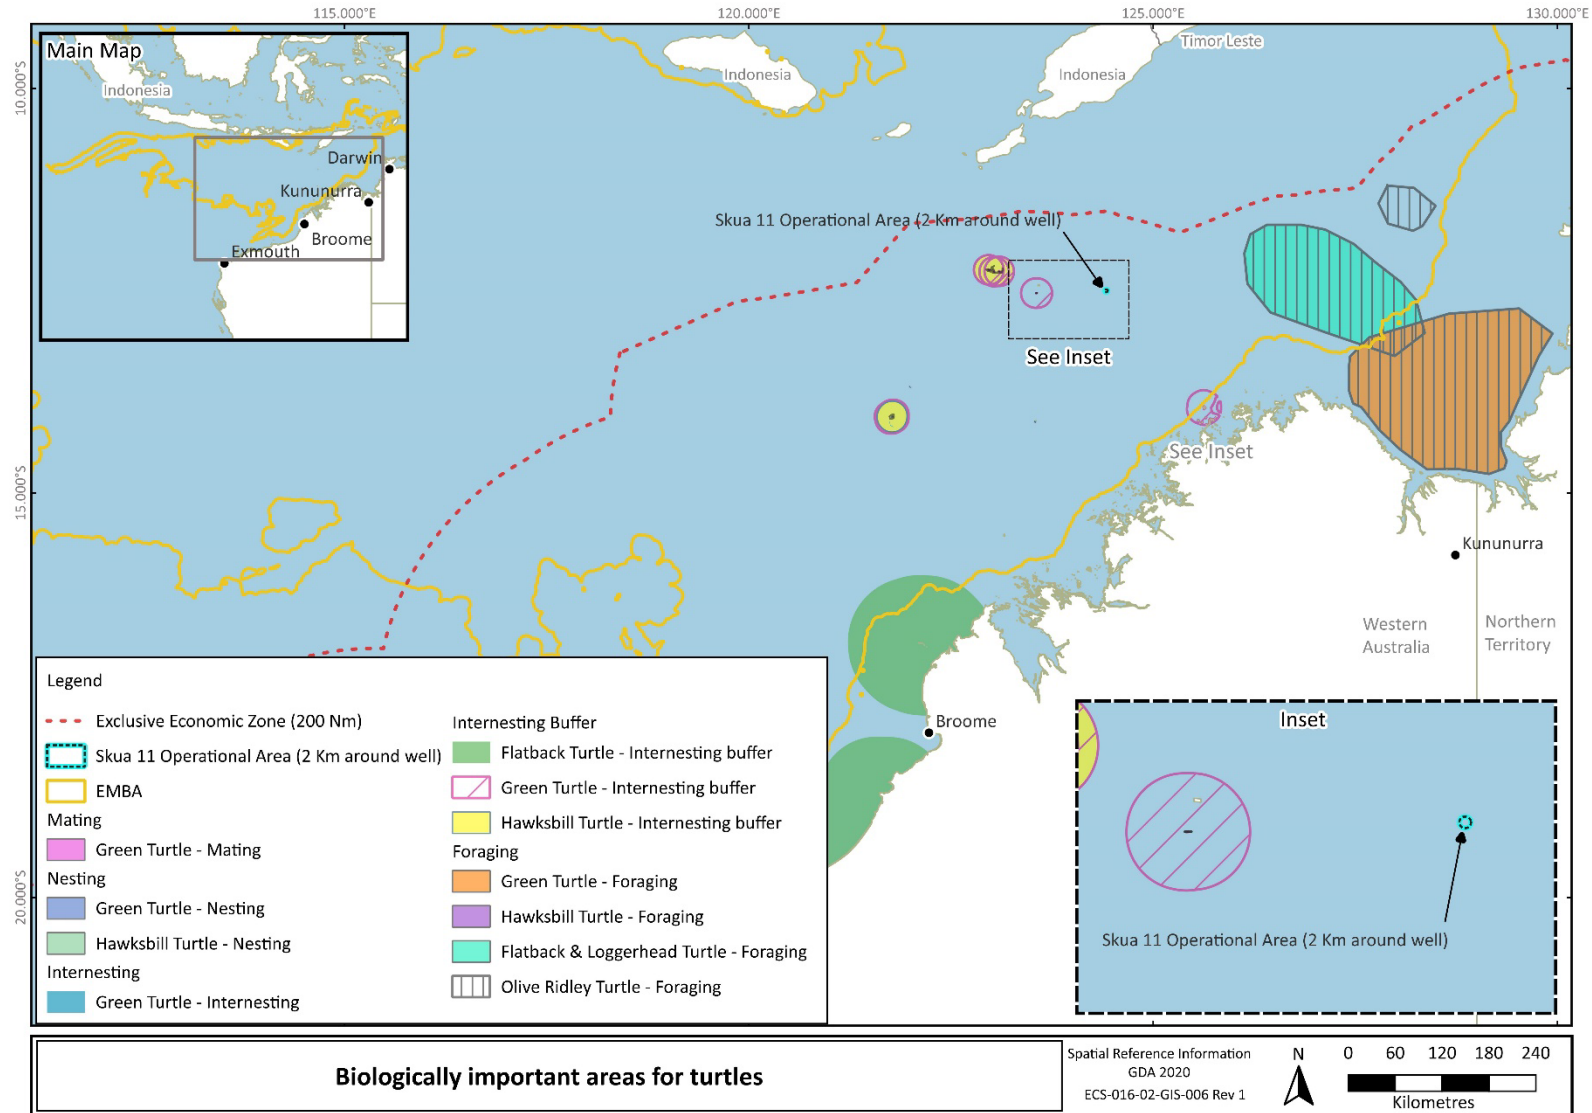 115.000°E
120.000°E
125.000°E
130.000°E
10.000°S
15.000°S
20.000°S
Main Map
Indonesia
Darwin
Kununurra
Broome
Exmouth
Indonesia
Indonesia
Timor Leste
Skua 11 Operational Area (2 Km around well)
See Inset
See Inset
Kununurra
Western
Australia
Northern
Territory
Broome
Legend
Exclusive Economic Zone (200 Nm)
Skua 11 Operational Area (2 Km around well)
EMBA
Mating
Green Turtle - Mating
Nesting
Green Turtle - Nesting
Hawksbill Turtle - Nesting
Internesting
Green Turtle - Internesting
Internesting Buffer
Flatback Turtle - Internesting buffer
Green Turtle - Internesting buffer
Hawksbill Turtle - Internesting buffer
Foraging
Green Turtle - Foraging
Hawksbill Turtle - Foraging
Flatback & Loggerhead Turtle - Foraging
Olive Ridley Turtle - Foraging
Inset
Skua 11 Operational Area (2 Km around well)
Biologically important areas for turtles
Spatial Reference Information
GDA 2020
ECS-016-02-GIS-006 Rev 1
N
0 60 120 180 240
Kilometres